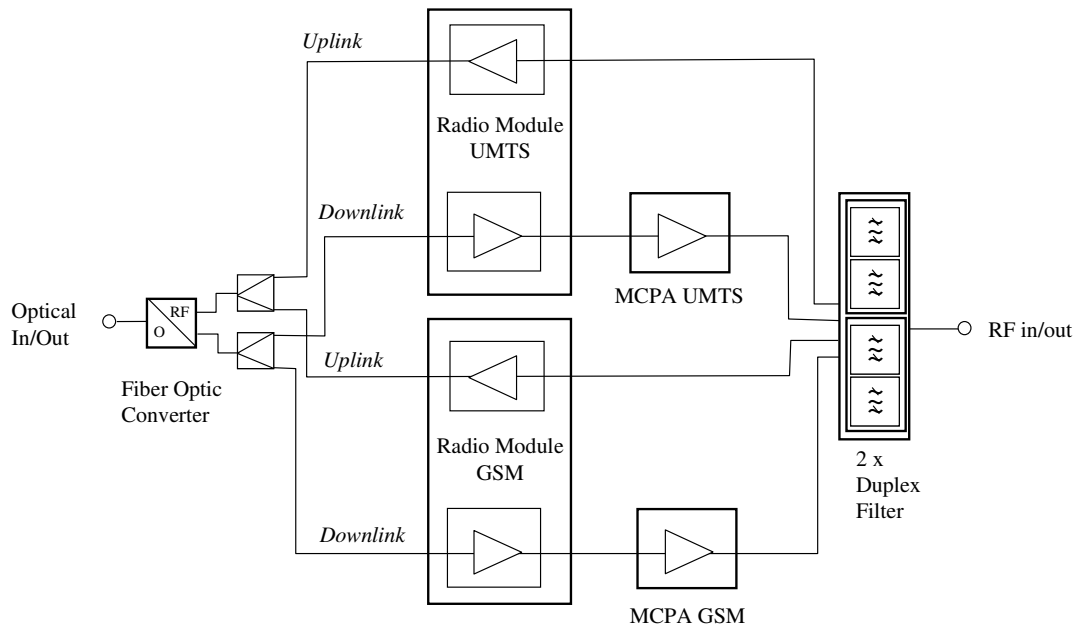 Uplink
Radio Module
UMTS
Downlink
MCPA UMTS
Optical
In/Out
RF
O
Fiber Optic
Converter
RF in/out
Uplink
Radio Module
GSM
2 x
Duplex
Filter
Downlink
MCPA GSM